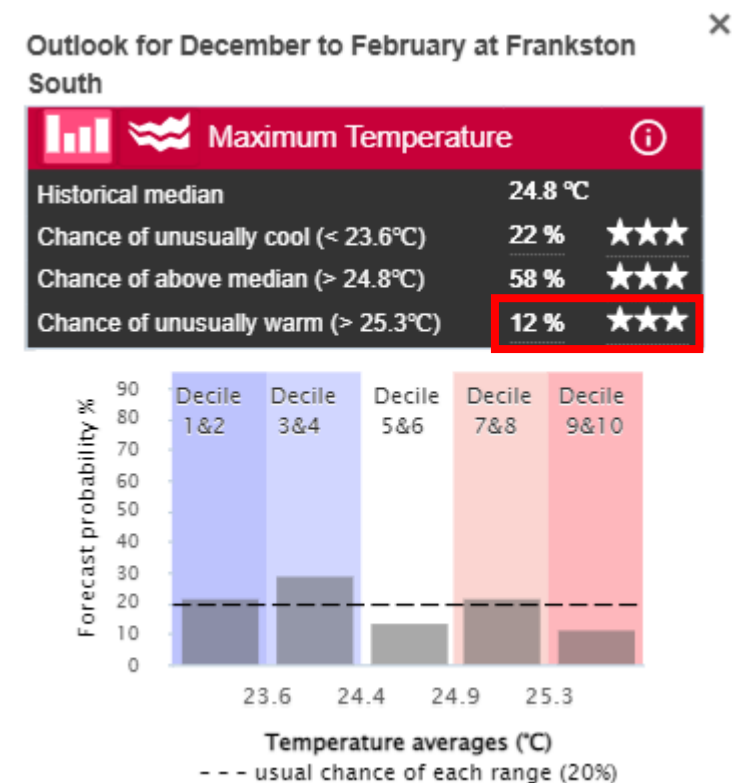 ×
Outlook for December to February at Frankston
South
Maximum Temperature
Historical median 24.8 °C
Chance of unusually cool (< 23.6°C) 22 % ★★★
Chance of above median (> 24.8°C) 58 % ★★★
Chance of unusually warm (> 25.3°C) 12 % ★★★
Forecast probability %
90
80
70
60
50
40
30
20
10
0
Decile Decile Decile Decile Decile
1&2 3&4 5&6 7&8 9&10
23.6 24.4 24.9 25.3
Temperature averages (°C)
- - - usual chance of each range (20%)